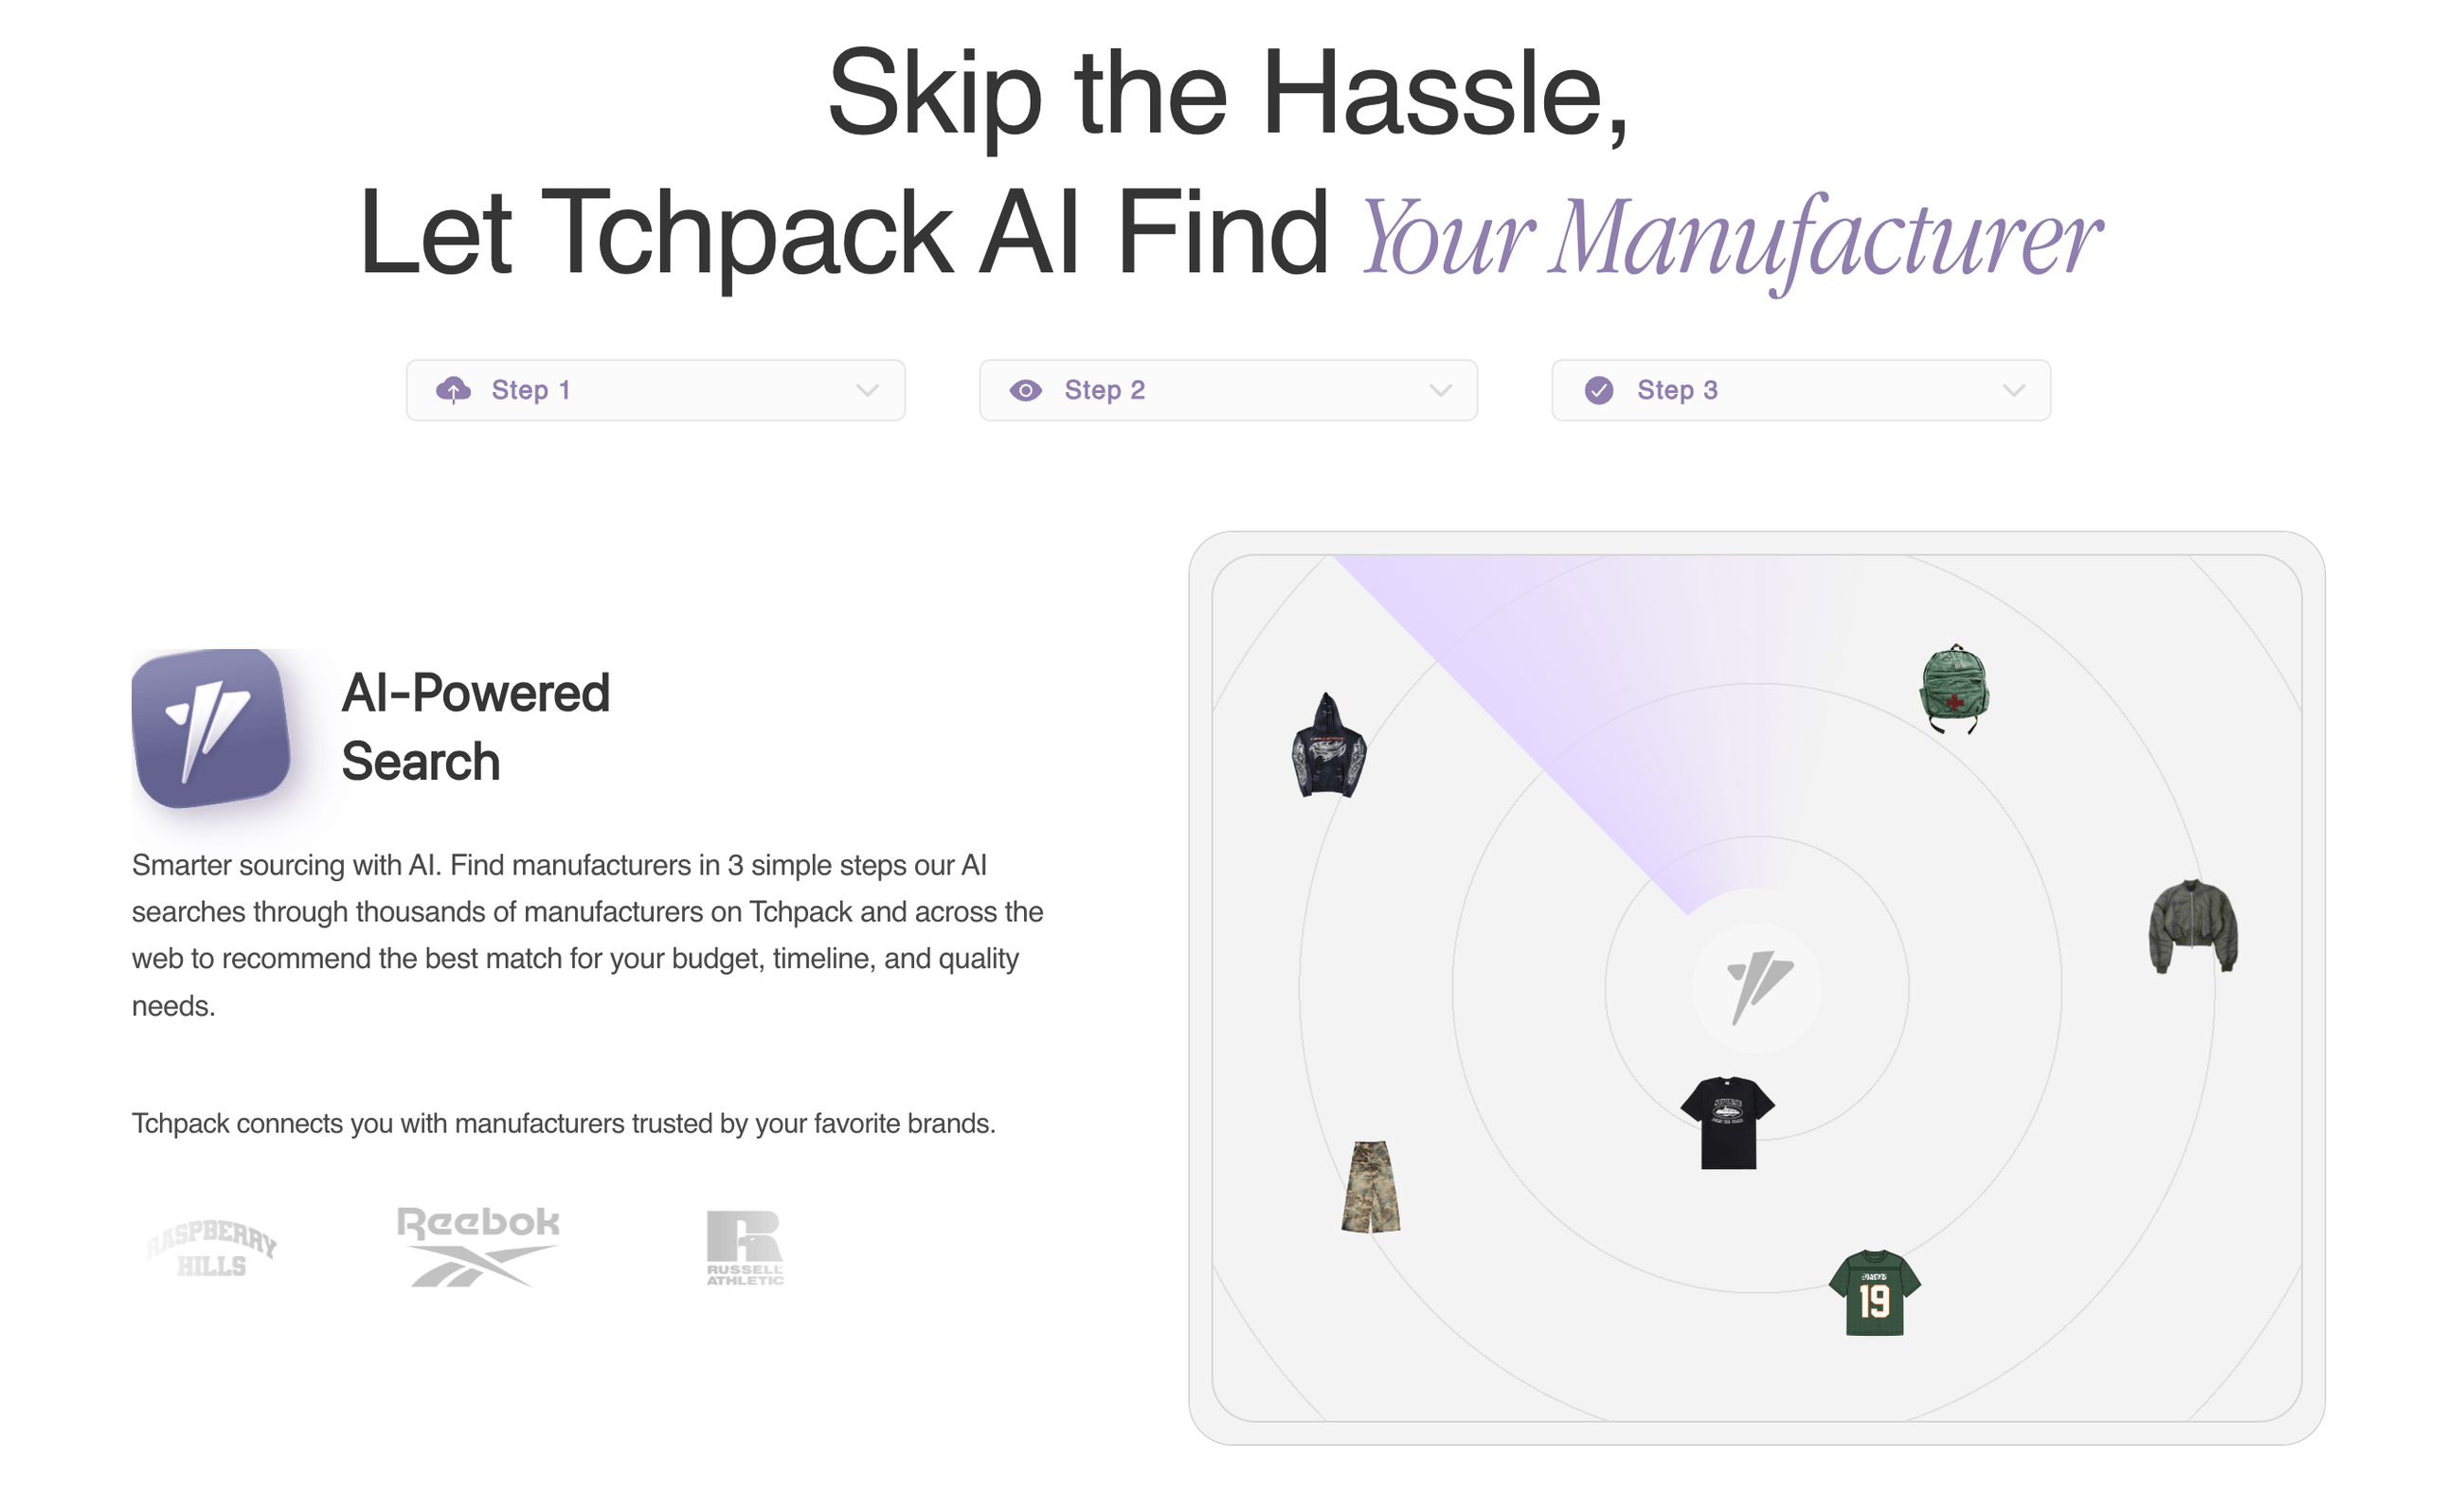 Skip the Hassle,
Let Tchpack AI Find Your Manufacturer
Step 1
Step 2
Step 3
AI-Powered
Search
Smarter sourcing with AI. Find manufacturers in 3 simple steps our AI
searches through thousands of manufacturers on Tchpack and across the
web to recommend the best match for your budget, timeline, and quality
needs.
Tchpack connects you with manufacturers trusted by your favorite brands.
RASPBERRY
HILLS
Reebok
RUSSELL
ATHLETIC
19